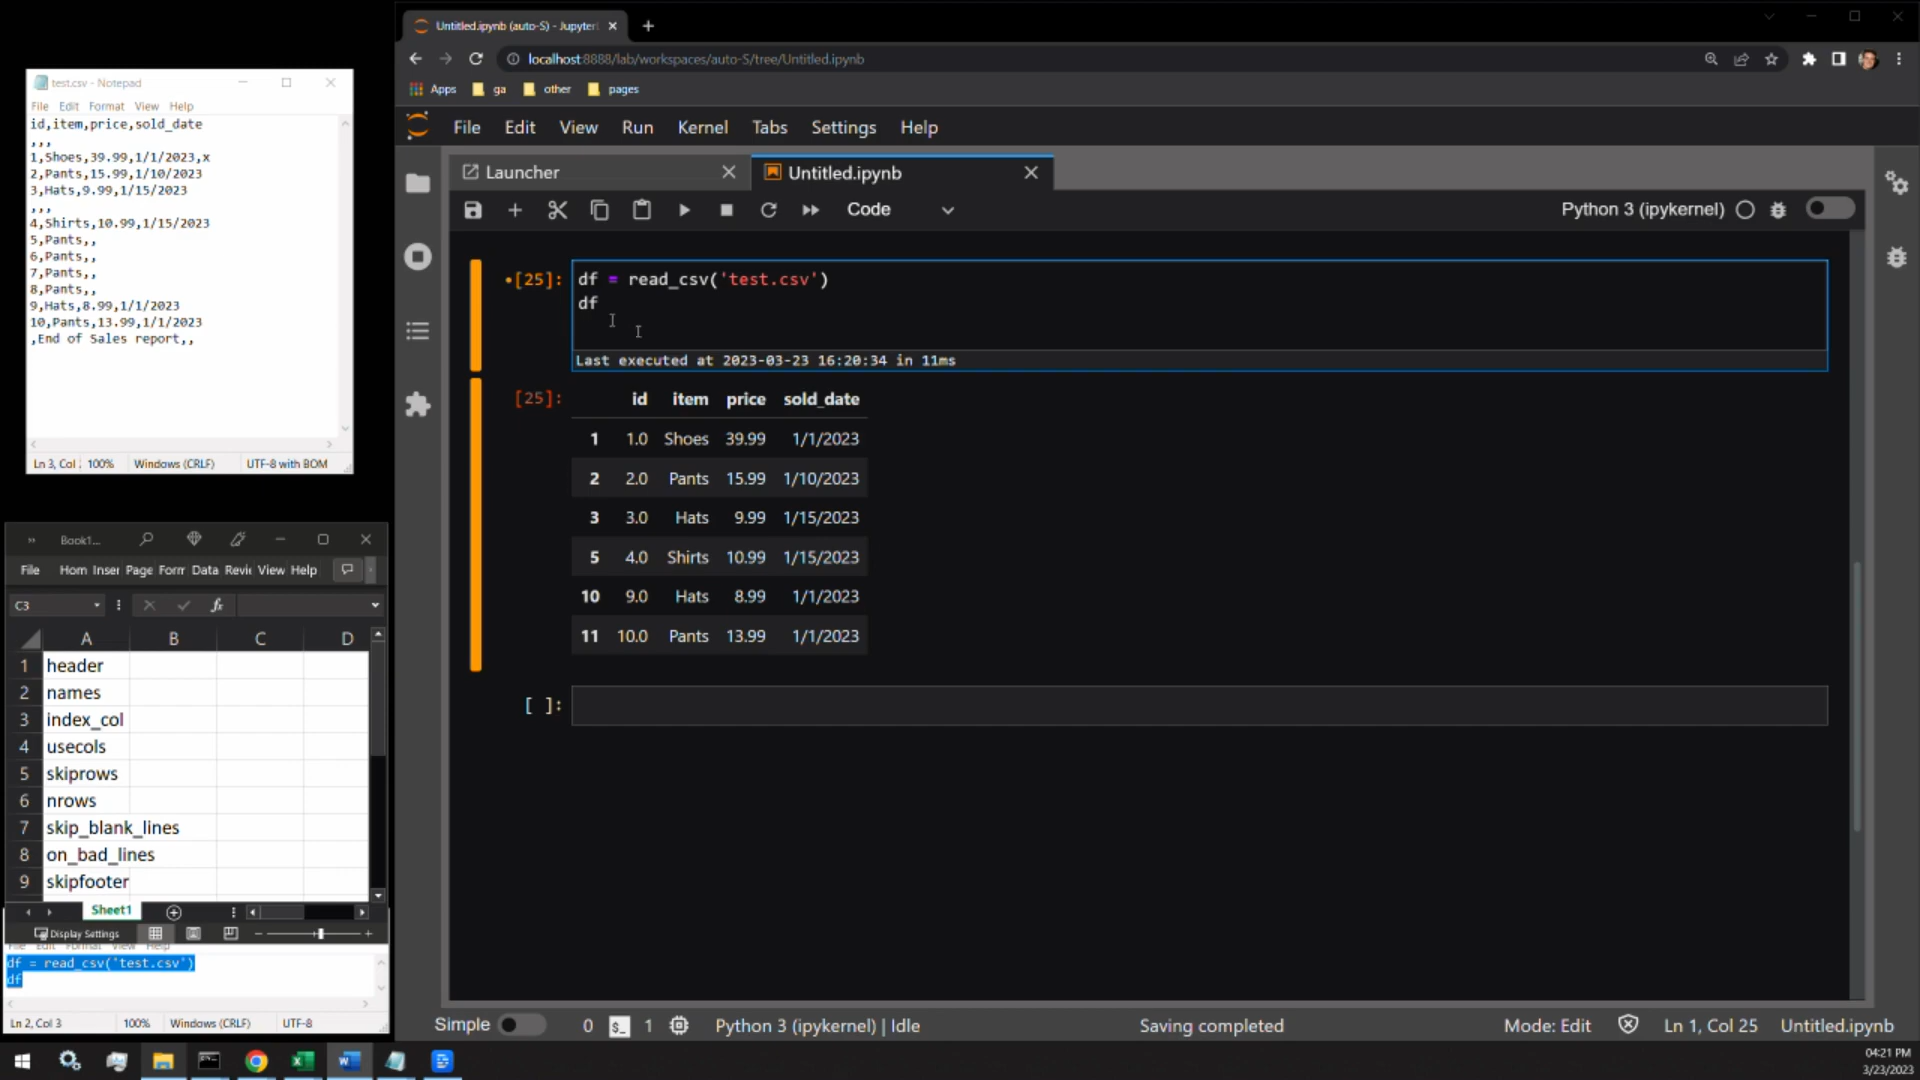 test.csv - Notepad
File Edit Format View Help
id,item,price,sold_date
,,,
1,Shoes,39.99,1/1/2023,x
2,Pants,15.99,1/10/2023
3,Hats,9.99,1/15/2023
,,,
4,Shirts,10.99,1/15/2023
5,Pants,,
6,Pants,,
7,Pants,,
8,Pants,,
9,Hats,8.99,1/1/2023
10,Pants,13.99,1/1/2023
,End of Sales report,,
Ln 3, Col 100% Windows (CRLF) UTF-8 with BOM
Book1...
File Hom Inser Page Forr Data Revi View Help
C3 fx
A B C D
1 header
2 names
3 index_col
4 usecols
5 skiprows
6 nrows
7 skip_blank_lines
8 on_bad_lines
9 skipfooter
Sheet1
Display Settings
File Edit Format View Help
df = read_csv('test.csv')
df
Ln 2, Col 3 100% Windows (CRLF) UTF-8
Untitled.ipynb (auto-S) - Jupyter
localhost:8888/lab/workspaces/auto-S/tree/Untitled.ipynb
Apps ga other pages
File Edit View Run Kernel Tabs Settings Help
Launcher Untitled.ipynb
Code Python 3 (ipykernel)
[25]: df = read_csv('test.csv')
df
Last executed at 2023-03-23 16:20:34 in 11ms
[25]: id item price sold_date
1 1.0 Shoes 39.99 1/1/2023
2 2.0 Pants 15.99 1/10/2023
3 3.0 Hats 9.99 1/15/2023
5 4.0 Shirts 10.99 1/15/2023
10 9.0 Hats 8.99 1/1/2023
11 10.0 Pants 13.99 1/1/2023
[ ]:
Simple 0 $_ 1 Python 3 (ipykernel) | Idle Saving completed Mode: Edit Ln 1, Col 25 Untitled.ipynb
04:21 PM
3/23/2023